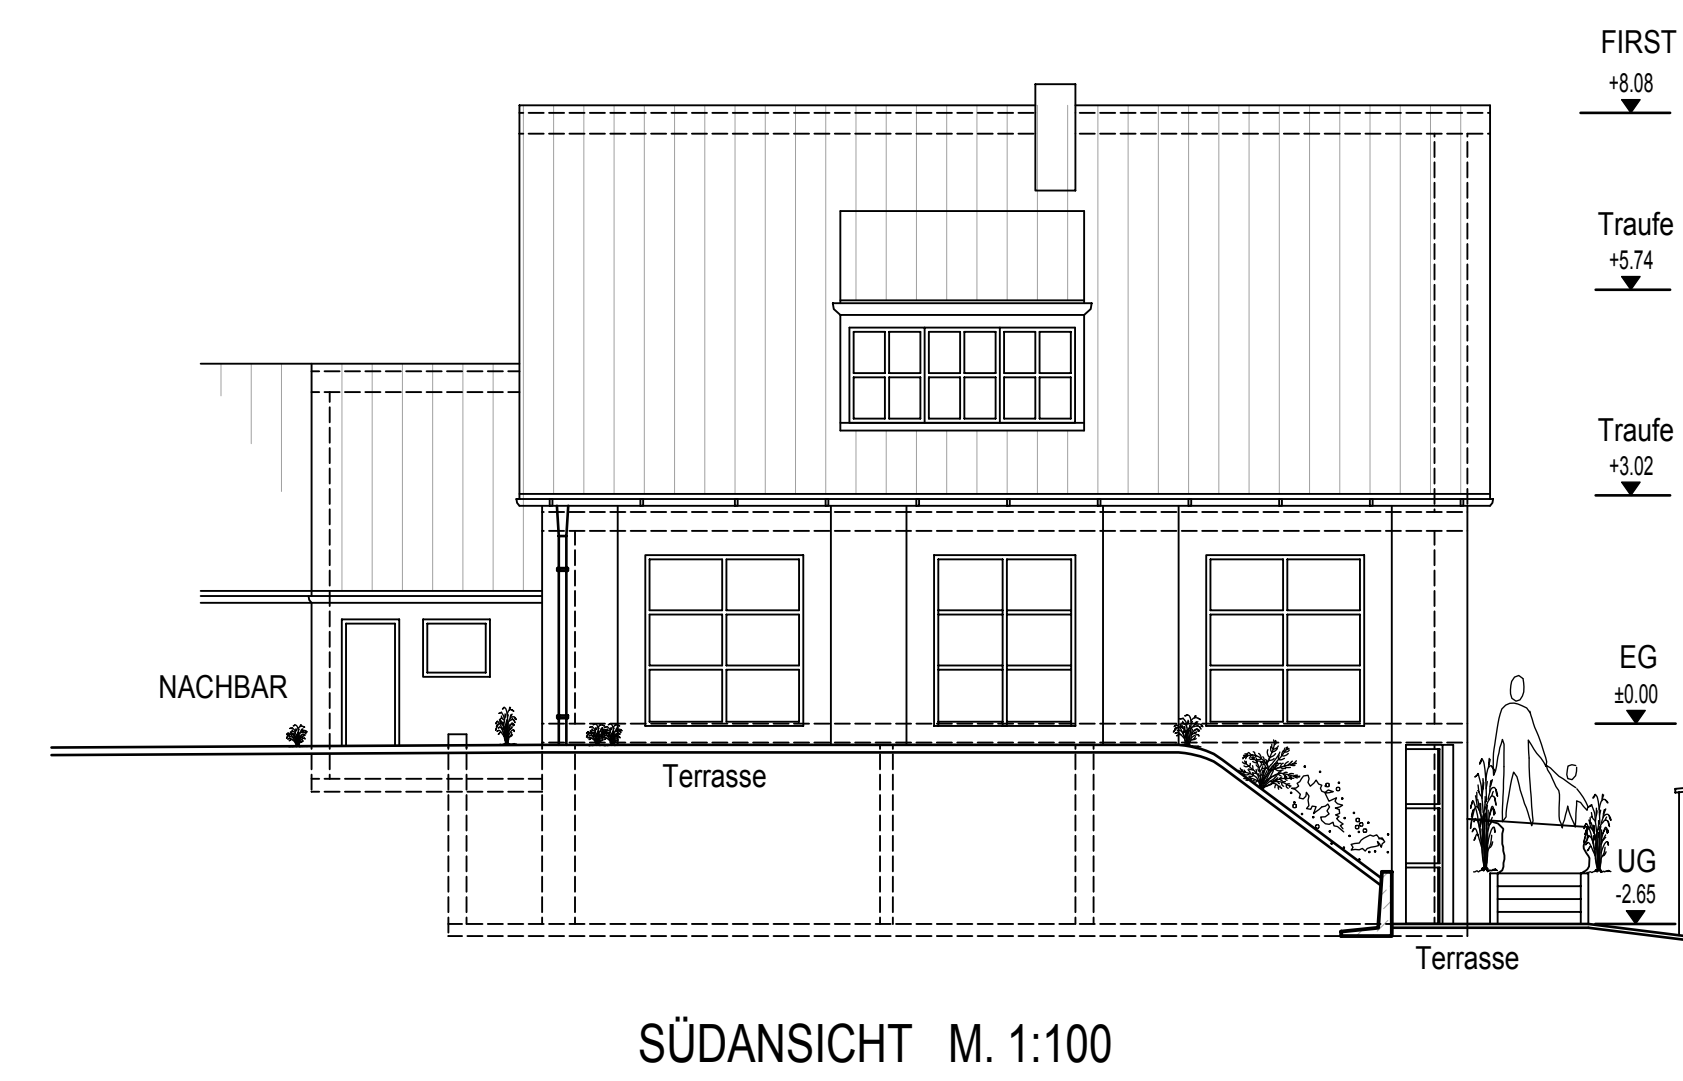 FIRST
+8.08
Traufe
+5.74
Traufe
+3.02
EG
±0.00
NACHBAR
Terrasse
UG
-2.65
Terrasse
SÜDANSICHT M. 1:100